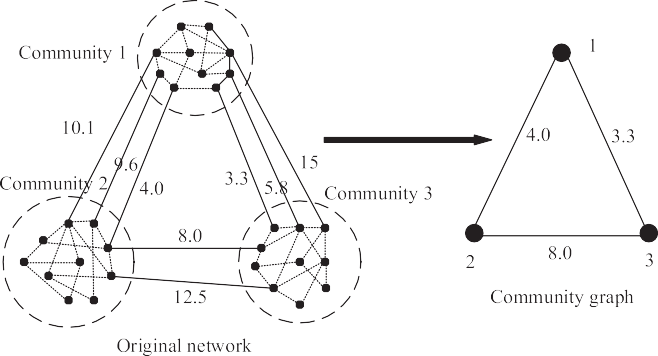 Community 1
1
10.1
4.0
3.3
9.6
15
Community 2
4.0
3.3
5.8
Community 3
8.0
8.0
2
3
12.5
Community graph
Original network